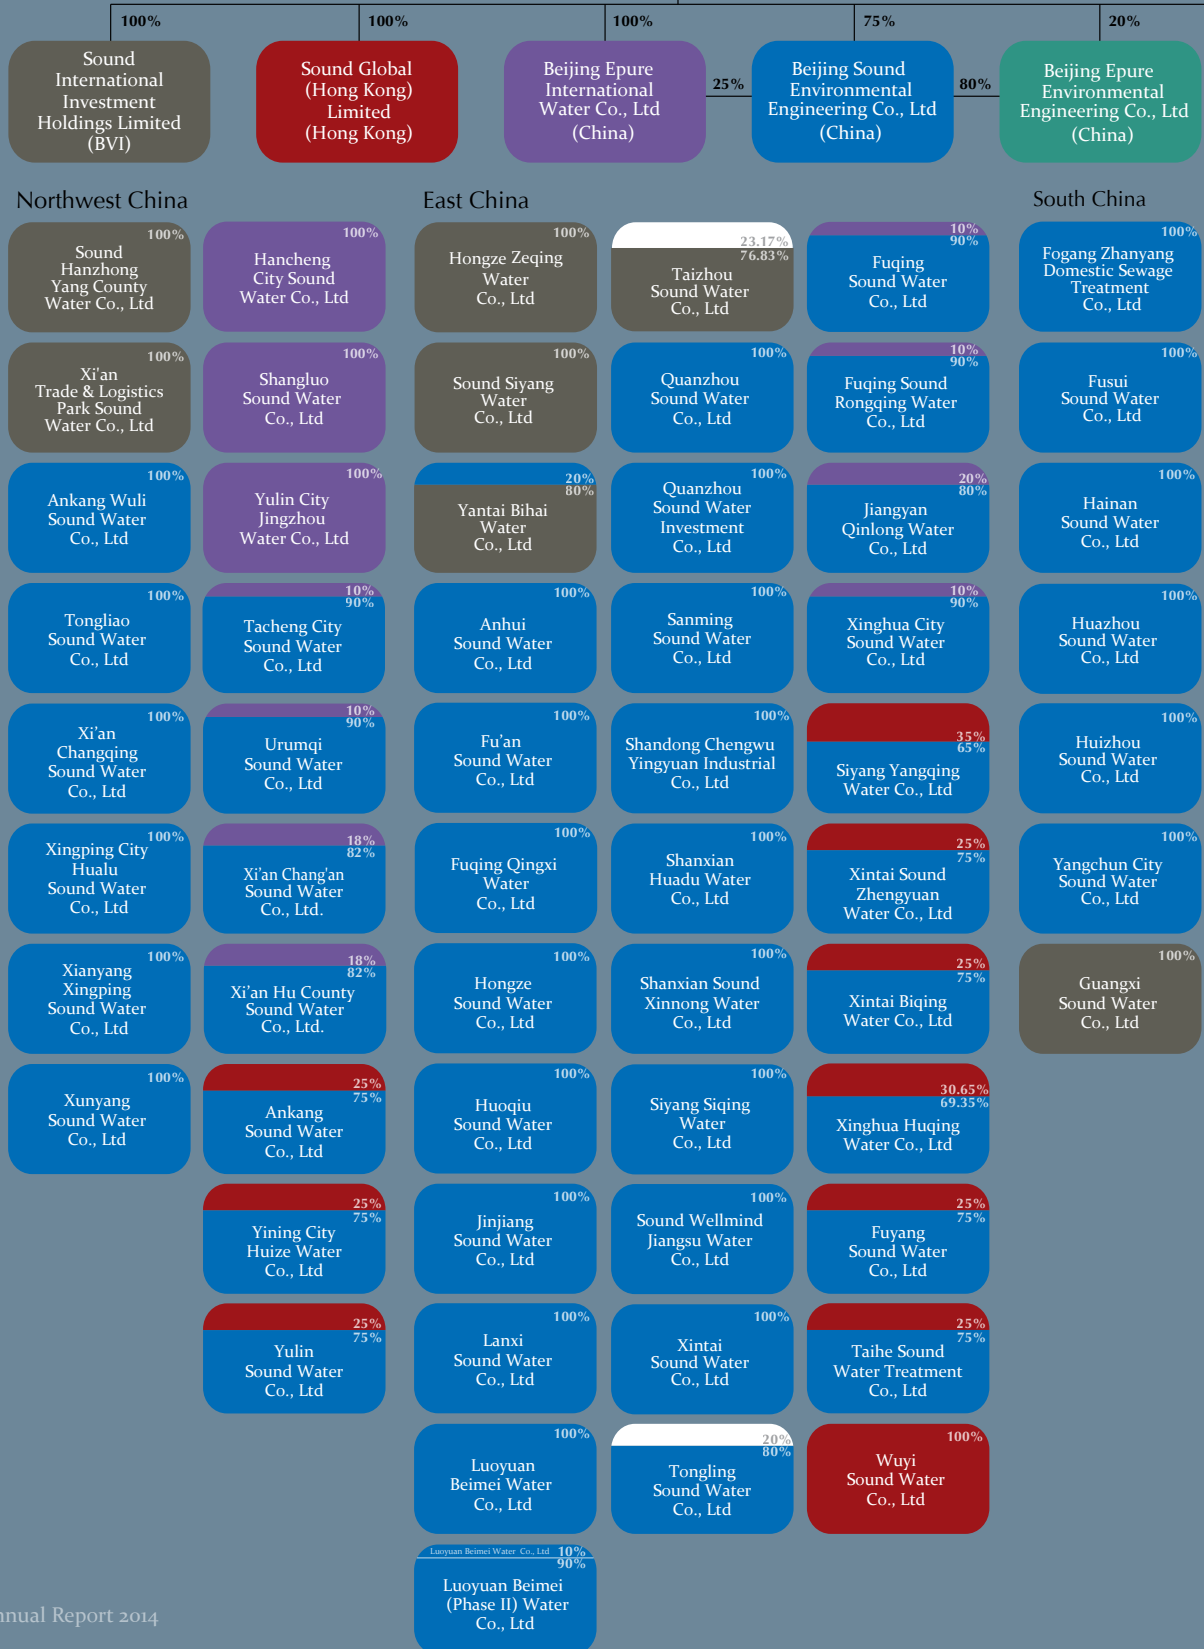 100%
100%
100%
75%
20%
Sound
International
Investment
Holdings Limited
(BVI)
Sound Global
(Hong Kong)
Limited
(Hong Kong)
Beijing Epure
International
Water Co., Ltd
(China)
25%
Beijing Sound
Environmental
Engineering Co., Ltd
(China)
80%
Beijing Epure
Environmental
Engineering Co., Ltd
(China)
Northwest China
100%
Sound
Hanzhong
Yang County
Water Co., Ltd
100%
Xi'an
Trade & Logistics
Park Sound
Water Co., Ltd
100%
Ankang Wuli
Sound Water
Co., Ltd
100%
Tongliao
Sound Water
Co., Ltd
100%
Xi'an
Changqing
Sound Water
Co., Ltd
100%
Xingping City
Hualu
Sound Water
Co., Ltd
100%
Xianyang
Xingping
Sound Water
Co., Ltd
100%
Xunyang
Sound Water
Co., Ltd
100%
Hancheng
City Sound
Water Co., Ltd
100%
Shangluo
Sound Water
Co., Ltd
100%
Yulin City
Jingzhou
Water Co., Ltd
10%
90%
Tacheng City
Sound Water
Co., Ltd
10%
90%
Urumqi
Sound Water
Co., Ltd
18%
82%
Xi'an Chang'an
Sound Water
Co., Ltd.
18%
82%
Xi'an Hu County
Sound Water
Co., Ltd.
25%
75%
Ankang
Sound Water
Co., Ltd
25%
75%
Yining City
Huize Water
Co., Ltd
25%
75%
Yulin
Sound Water
Co., Ltd
East China
100%
Hongze Zeqing
Water
Co., Ltd
100%
Sound Siyang
Water
Co., Ltd
20%
80%
Yantai Bihai
Water
Co., Ltd
100%
Anhui
Sound Water
Co., Ltd
100%
Fu'an
Sound Water
Co., Ltd
100%
Fuqing Qingxi
Water
Co., Ltd
100%
Hongze
Sound Water
Co., Ltd
100%
Huoqiu
Sound Water
Co., Ltd
100%
Jinjiang
Sound Water
Co., Ltd
100%
Lanxi
Sound Water
Co., Ltd
100%
Luoyuan
Beimei Water
Co., Ltd
Luoyuan Beimei Water Co., Ltd 10%
90%
Luoyuan Beimei
(Phase II) Water
Co., Ltd
23.17%
76.83%
Taizhou
Sound Water
Co., Ltd
100%
Quanzhou
Sound Water
Co., Ltd
100%
Quanzhou
Sound Water
Investment
Co., Ltd
100%
Sanming
Sound Water
Co., Ltd
100%
Shandong Chengwu
Yingyuan Industrial
Co., Ltd
100%
Shanxian
Huadu Water
Co., Ltd
100%
Shanxian Sound
Xinnong Water
Co., Ltd
100%
Siyang Siqing
Water
Co., Ltd
100%
Sound Wellmind
Jiangsu Water
Co., Ltd
100%
Xintai
Sound Water
Co., Ltd
20%
80%
Tongling
Sound Water
Co., Ltd
10%
90%
Fuqing
Sound Water
Co., Ltd
10%
90%
Fuqing Sound
Rongqing Water
Co., Ltd
20%
80%
Jiangyan
Qinlong Water
Co., Ltd
10%
90%
Xinghua City
Sound Water
Co., Ltd
35%
65%
Siyang Yangqing
Water Co., Ltd
25%
75%
Xintai Sound
Zhengyuan
Water Co., Ltd
25%
75%
Xintai Biqing
Water Co., Ltd
30.65%
69.35%
Xinghua Huqing
Water Co., Ltd
25%
75%
Fuyang
Sound Water
Co., Ltd
25%
75%
Taihe Sound
Water Treatment
Co., Ltd
100%
Wuyi
Sound Water
Co., Ltd
South China
100%
Fogang Zhanyang
Domestic Sewage
Treatment
Co., Ltd
100%
Fusui
Sound Water
Co., Ltd
100%
Hainan
Sound Water
Co., Ltd
100%
Huazhou
Sound Water
Co., Ltd
100%
Huizhou
Sound Water
Co., Ltd
100%
Yangchun City
Sound Water
Co., Ltd
100%
Guangxi
Sound Water
Co., Ltd
nnual Report 2014